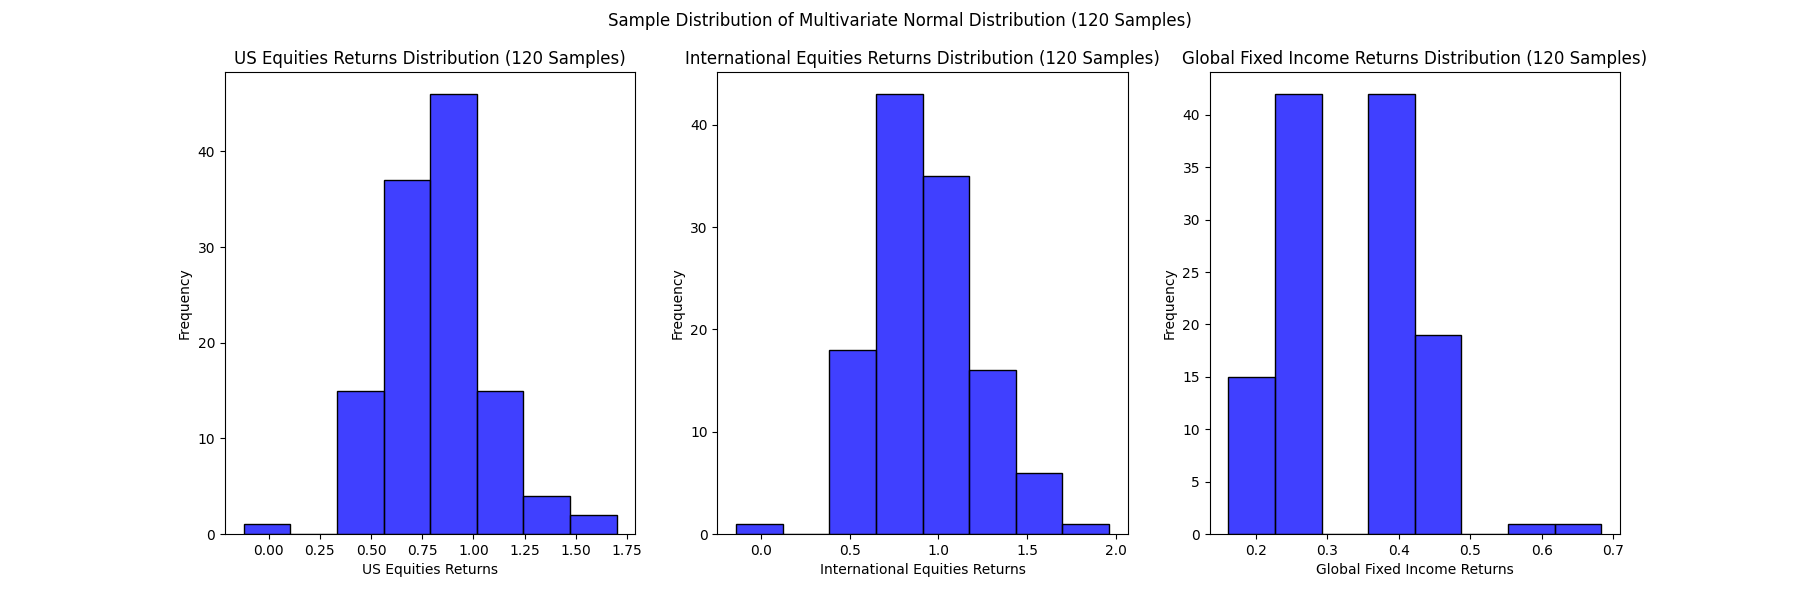 Sample Distribution of Multivariate Normal Distribution (120 Samples)
US Equities Returns Distribution (120 Samples)
Frequency
40
30
20
10
0
0.00 0.25 0.50 0.75 1.00 1.25 1.50 1.75
US Equities Returns
International Equities Returns Distribution (120 Samples)
Frequency
40
30
20
10
0
0.0 0.5 1.0 1.5 2.0
International Equities Returns
Global Fixed Income Returns Distribution (120 Samples)
Frequency
40
35
30
25
20
15
10
5
0
0.2 0.3 0.4 0.5 0.6 0.7
Global Fixed Income Returns